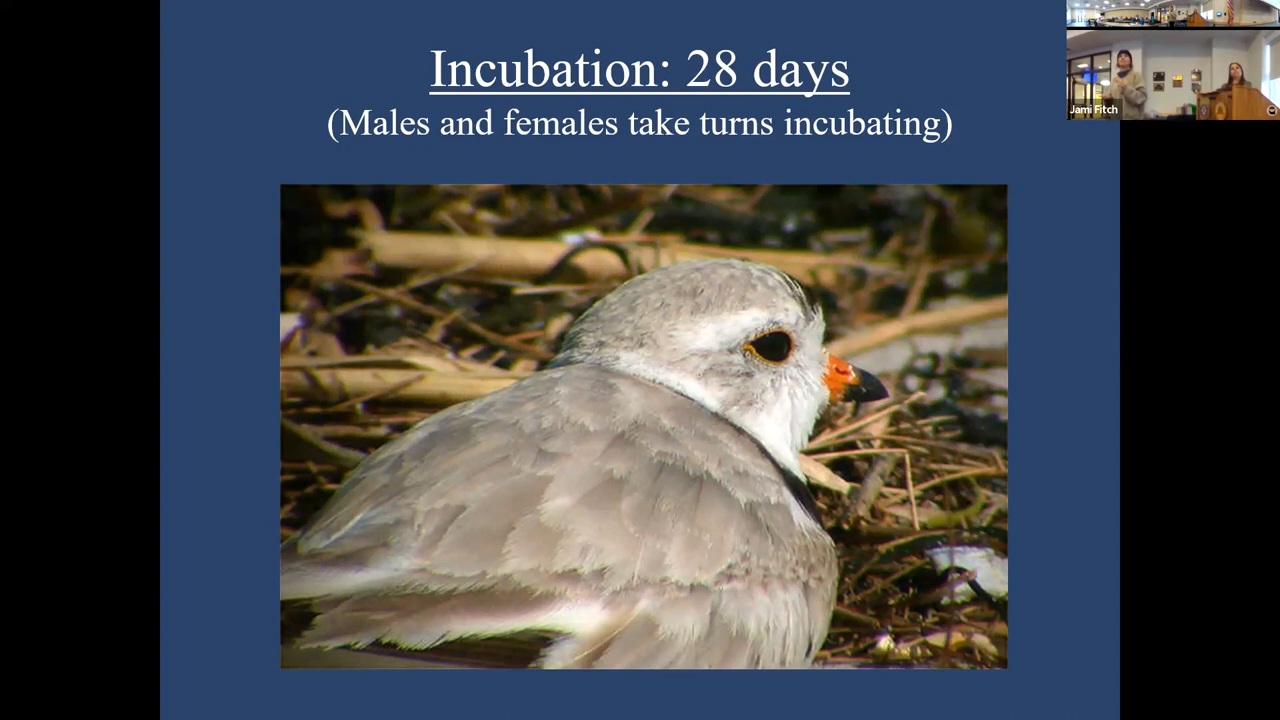 Incubation: 28 days
(Males and females take turns incubating)
Jami Fitch